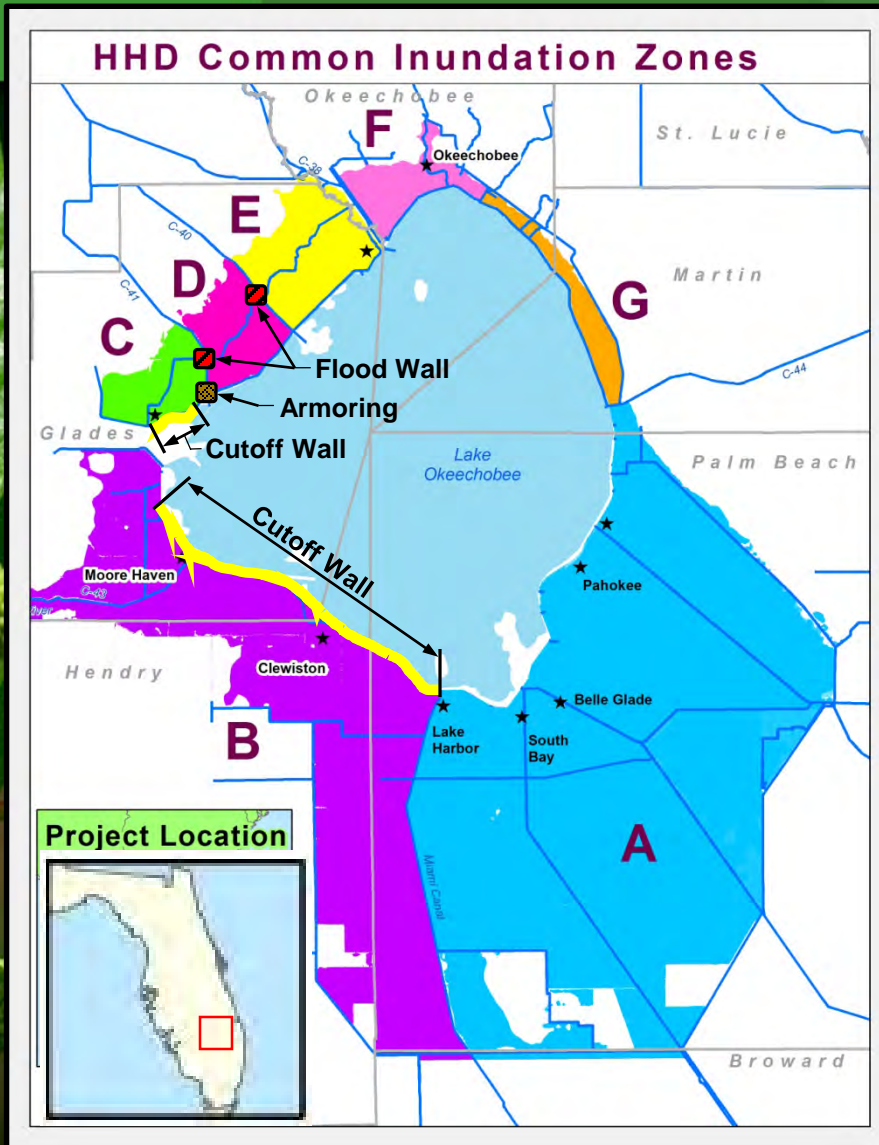 HHD Common Inundation Zones
Okeechobee
F
St. Lucie
Okeechobee
C-38
E
C-40
D
Martin
C-41
G
C
Flood Wall
C-44
Armoring
Glades
Cutoff Wall
Palm Beach
Lake
Okeechobee
Cutoff Wall
Moore Haven
Pahokee
C-43
River
Hendry
Clewiston
Belle Glade
Lake
Harbor
South
Bay
B
A
Project Location
Miami Canal
Broward